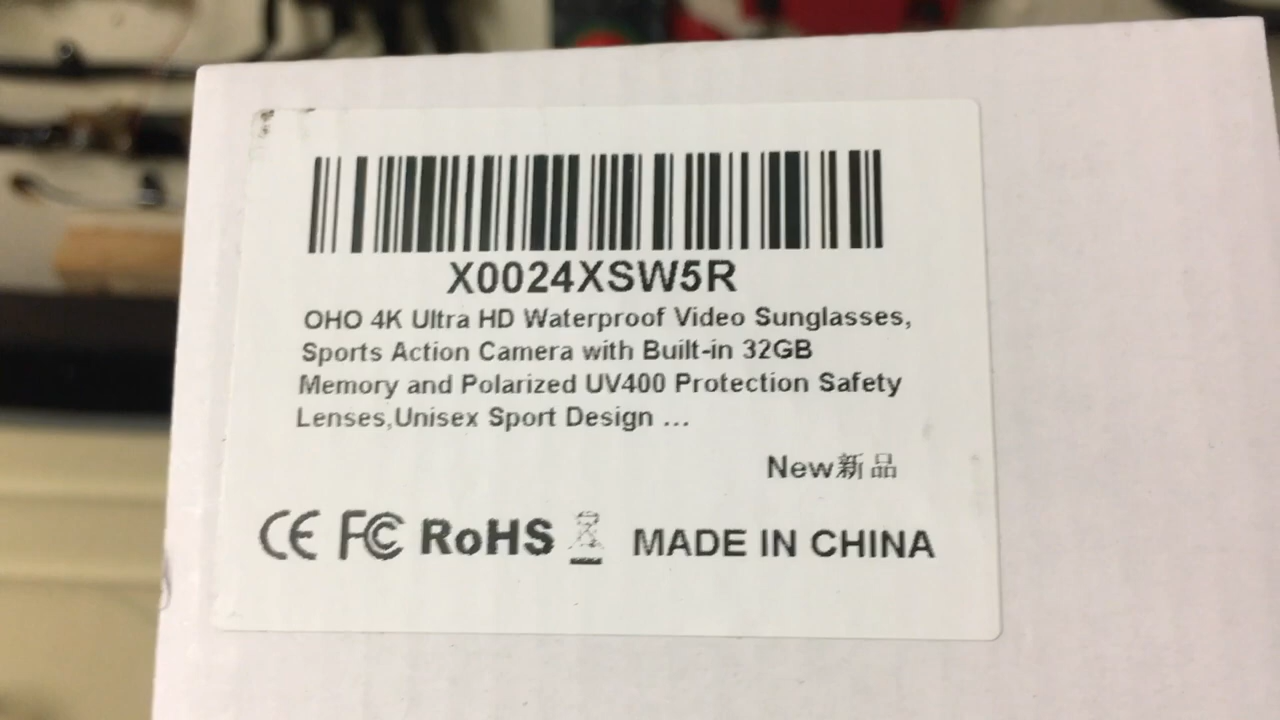 X0024XSW5R
OHO 4K Ultra HD Waterproof Video Sunglasses,
Sports Action Camera with Built-in 32GB
Memory and Polarized UV400 Protection Safety
Lenses,Unisex Sport Design ...
New新品
CE FC RoHS MADE IN CHINA